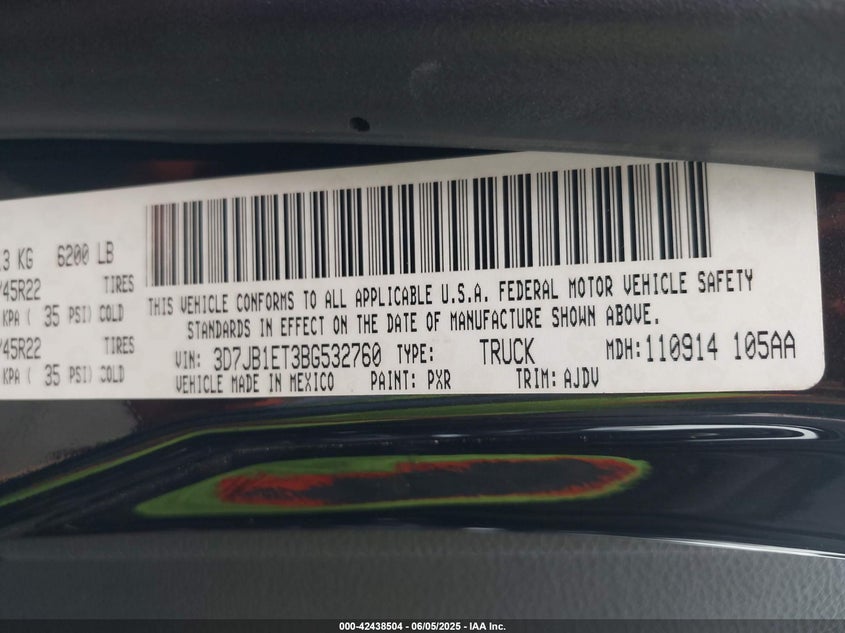 .3 KG 6200 LB
/45R22 TIRES
KPA ( 35 PSI) COLD
/45R22 TIRES
KPA ( 35 PSI) COLD
THIS VEHICLE CONFORMS TO ALL APPLICABLE U.S.A. FEDERAL MOTOR VEHICLE SAFETY
STANDARDS IN EFFECT ON THE DATE OF MANUFACTURE SHOWN ABOVE.
VIN: 3D7JB1ET3BG532760 TYPE: TRUCK MDH: 110914 105AA
VEHICLE MADE IN MEXICO PAINT: PXR TRIM: AJDV
000-42438504 - 06/05/2025 - IAA Inc.